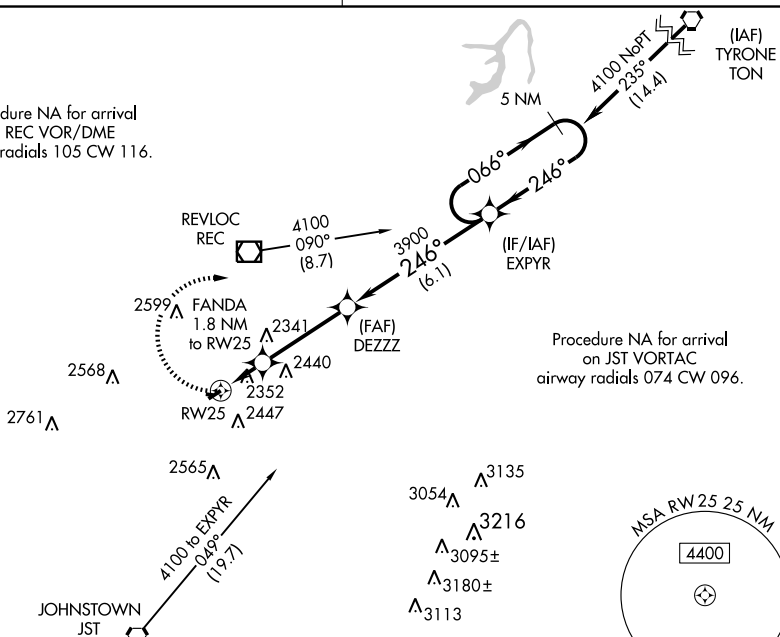 (IAF)
TYRONE
TON
4100 NoPT
235°
(14.4)
5 NM
dure NA for arrival
REC VOR/DME
radials 105 CW 116.
066°
246°
REVLOC
REC
4100
090°
(8.7)
3900
246°
(6.1)
(IF/IAF)
EXPYR
2599
FANDA
1.8 NM
to RW25
2341
(FAF)
DEZZZ
2440
Procedure NA for arrival
on JST VORTAC
airway radials 074 CW 096.
2568
2352
RW25
2447
2761
2565
4100 to EXPYR
049°
(19.7)
3135
3054
3216
3095±
3180±
3113
MSA RW25 25 NM
4400
JOHNSTOWN
JST